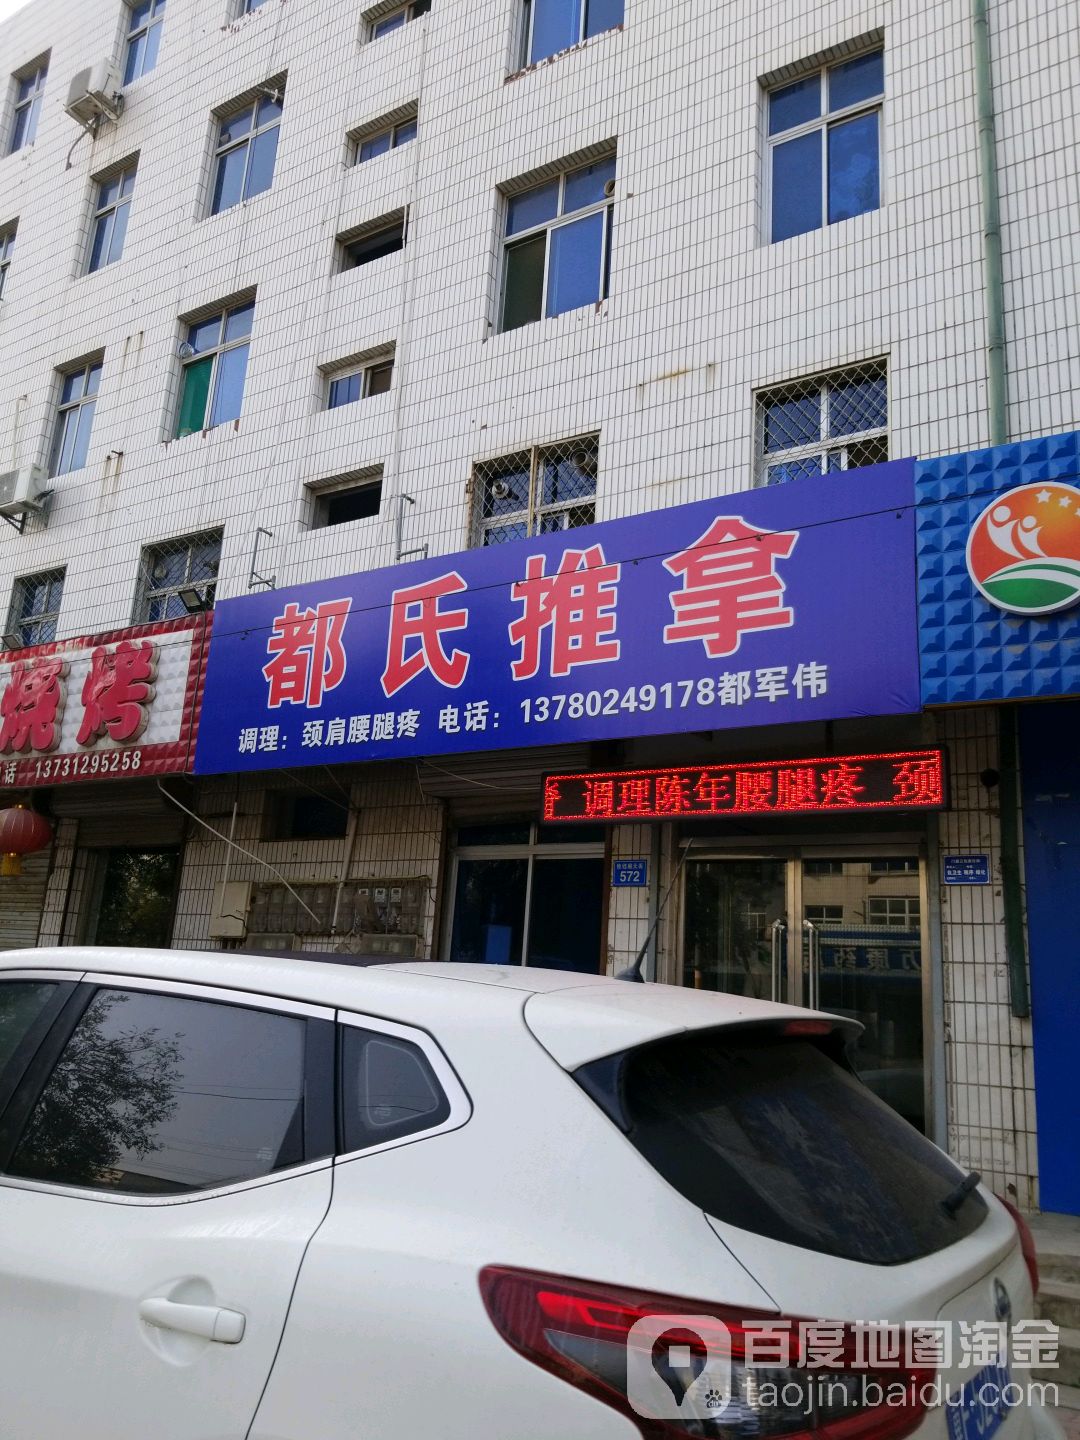 都氏推拿
调理：颈肩腰腿疼 电话：13780249178都军伟
烧烤
话 13731295258
调理陈年腰腿疼 颈
572
百度地图淘金
taojin.baidu.com